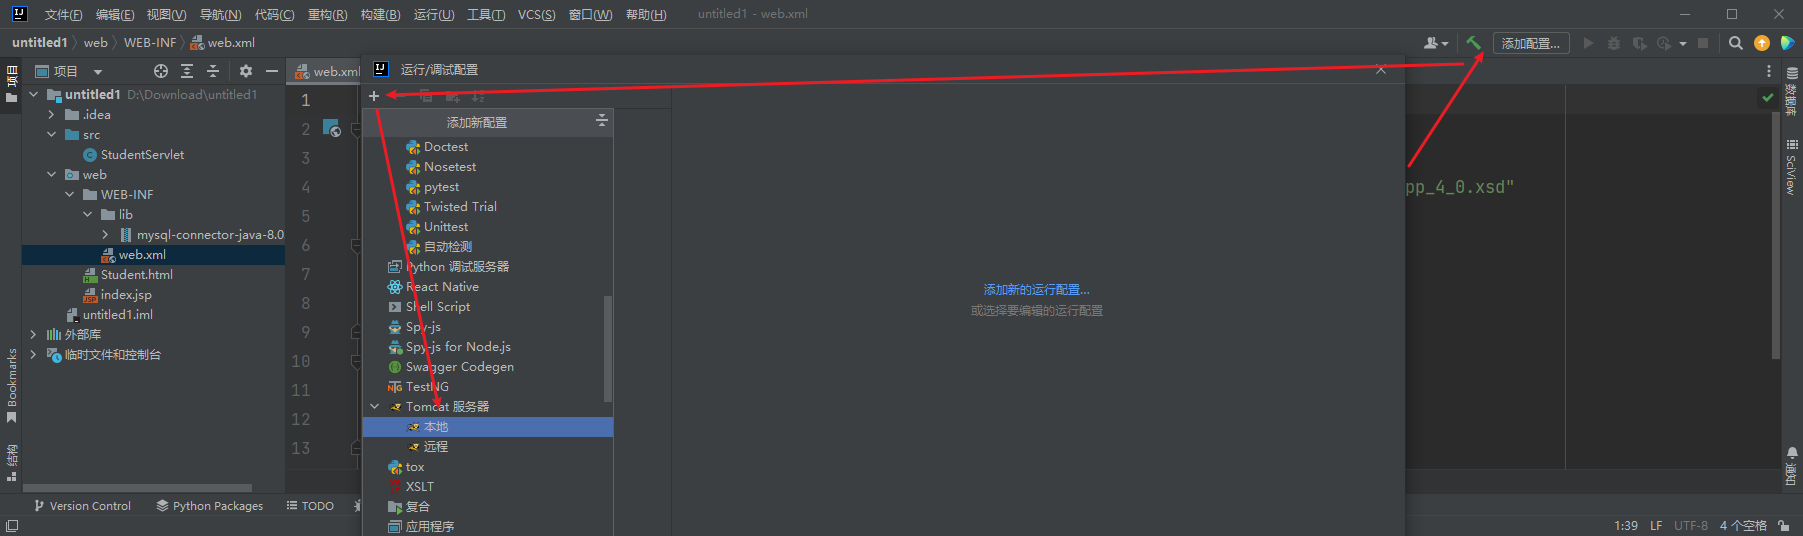 文件(F) 编辑(E) 视图(V) 导航(N) 代码(C) 重构(R) 构建(B) 运行(U) 工具(T) VCS(S) 窗口(W) 帮助(H) untitled1 - web.xml
untitled1 web WEB-INF web.xml 添加配置...
项目
项目
web.xml
运行/调试配置
untitled1 D:\Download\untitled1
.idea
src
StudentServlet
web
WEB-INF
lib
mysql-connector-java-8.0
web.xml
Student.html
index.jsp
untitled1.iml
外部库
临时文件和控制台
Bookmarks
结构
1
2
3
4
5
6
7
8
9
10
11
12
13
添加新配置
Doctest
Nosetest
pytest
Twisted Trial
Unittest
自动检测
Python 调试服务器
React Native
Shell Script
Spy-js
Spy-js for Node.js
Swagger Codegen
TestNG
Tomcat 服务器
本地
远程
tox
XSLT
复合
应用程序
添加新的运行配置...
或选择要编辑的运行配置
pp_4_0.xsd"
数据库
SciView
通知
Version Control Python Packages TODO
1:39 LF UTF-8 4 个空格